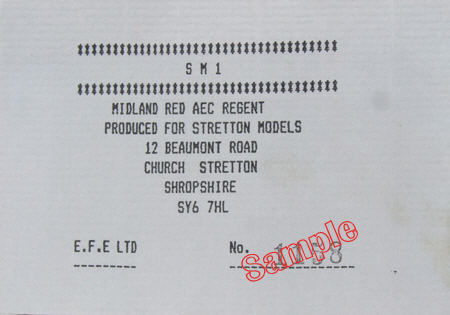 S M 1
MIDLAND RED AEC REGENT
PRODUCED FOR STRETTON MODELS
12 BEAUMONT ROAD
CHURCH STRETTON
SHROPSHIRE
SY6 7HL
E.F.E LTD No.
Sample